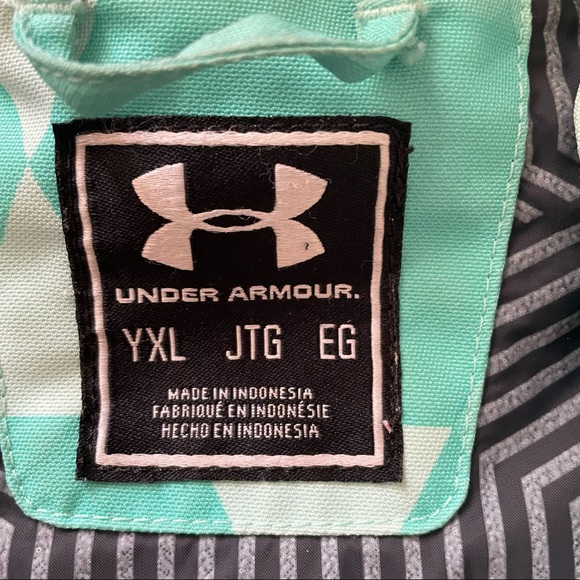 UNDER ARMOUR.
YXL JTG EG
MADE IN INDONESIA
FABRIQUÉ EN INDONÉSIE
HECHO EN INDONESIA